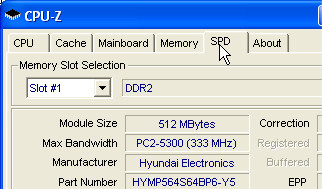 CPU-Z
CPU Cache Mainboard Memory SPD About
Memory Slot Selection
Slot #1 DDR2
Module Size 512 MBytes Correction
Max Bandwidth PC2-5300 (333 MHz) Registered
Manufacturer Hyundai Electronics Buffered
Part Number HYMP564S64BP6-Y5 EPP